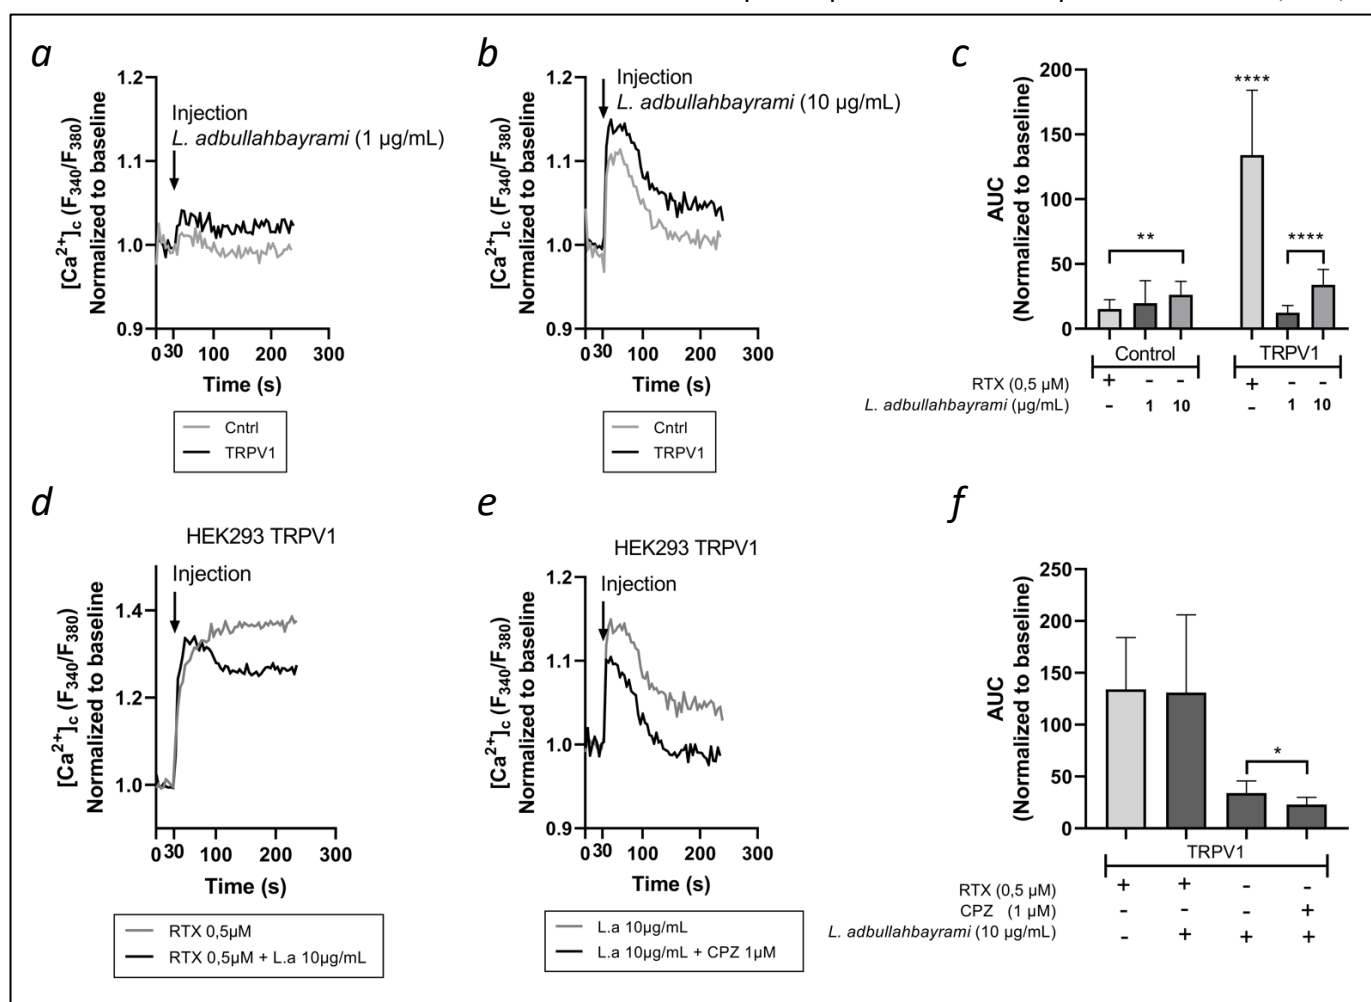 a
1.2
1.1
1.0
0.9
[Ca2+]c (F340/F380)
Normalized to baseline
Injection
L. adbullahbayrami (1 µg/mL)
0 30 100 200 300
Time (s)
Cntrl
TRPV1
b
1.2
1.1
1.0
0.9
[Ca2+]c (F340/F380)
Normalized to baseline
Injection
L. adbullahbayrami (10 µg/mL)
0 30 100 200 300
Time (s)
Cntrl
TRPV1
c
200
150
100
50
0
AUC
(Normalized to baseline)
**
****
****
Control TRPV1
RTX (0,5 µM) + - - + - -
L. adbullahbayrami (µg/mL) - 1 10 - 1 10
d
HEK293 TRPV1
Injection
1.4
1.2
1.0
[Ca2+]c (F340/F380)
Normalized to baseline
0 30 100 200 300
Time (s)
RTX 0,5µM
RTX 0,5µM + L.a 10µg/mL
e
HEK293 TRPV1
Injection
1.2
1.1
1.0
0.9
[Ca2+]c (F340/F380)
Normalized to baseline
0 30 100 200 300
Time (s)
L.a 10µg/mL
L.a 10µg/mL + CPZ 1µM
f
250
200
150
100
50
0
AUC
(Normalized to baseline)
*
TRPV1
RTX (0,5 µM) + + - -
CPZ (1 µM) - - - +
L. adbullahbayrami (10 µg/mL) - + + +